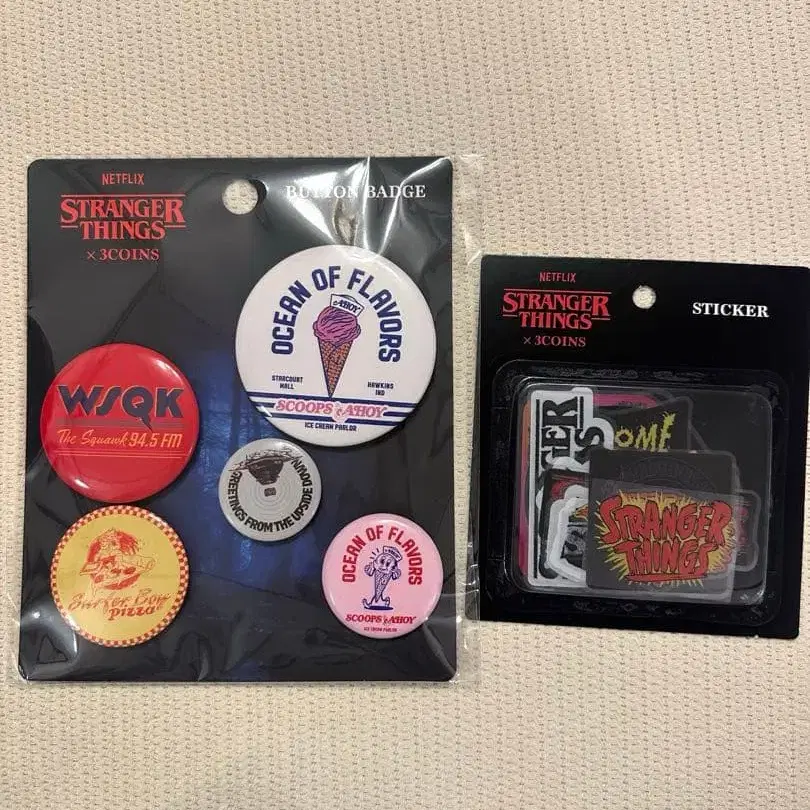 NETFLIX
STRANGER
THINGS
× 3COINS
BUTTON BADGE
OCEAN OF FLAVORS
AHOY
STARCOURT
MALL
HAWKINS
IND
SCOOPS AHOY
ICE CREAM PARLOR
WSQK
The Squawk 94.5 FM
GREETINGS FROM THE UPSIDE DOWN
Surfer Boy
pizza
OCEAN OF FLAVORS
SCOOPS AHOY
ICE CREAM PARLOR
NETFLIX
STRANGER
THINGS
× 3COINS
STICKER
OME
STRANGER
THINGS